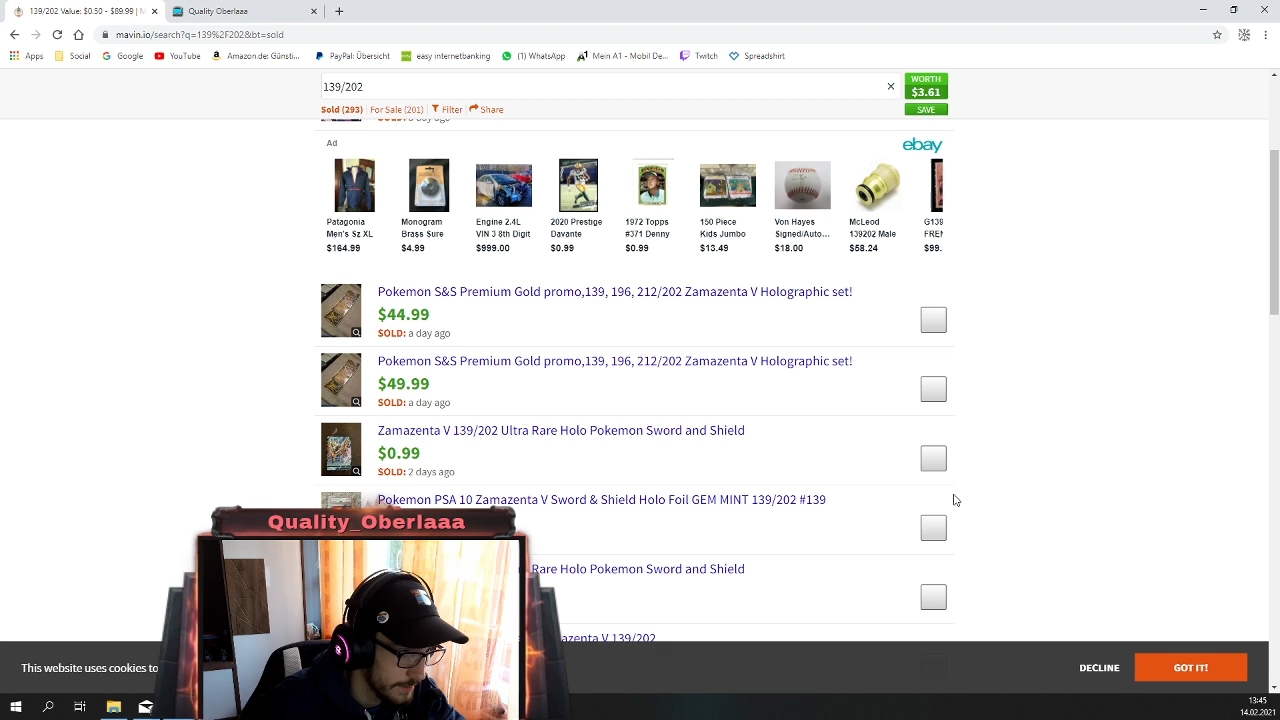 139/202 Value: $0.50 - $89.99 | M
Quality Oberlaaa
mavin.io/search?q=139%2F202&bt=sold
Apps
Social
Google
YouTube
Amazon.de: Günsti...
PayPal: Übersicht
easy internetbanking
(1) WhatsApp
Mein A1 - Mobil De...
Twitch
Spreadshirt
139/202
WORTH
$3.61
Sold (293)
For Sale (201)
Filter
Share
SAVE
SOLD: a day ago
Ad
ebay
Patagonia
Men's Sz XL
$164.99
Monogram
Brass Sure
$4.99
Engine 2.4L
VIN 3 8th Digit
$999.00
2020 Prestige
Davante
$0.99
1972 Topps
#371 Denny
$0.99
150 Piece
Kids Jumbo
$13.49
Von Hayes
Signed/Auto...
$18.00
McLeod
139202 Male
$58.24
G139
FREN
$99.
Pokemon S&S Premium Gold promo,139, 196, 212/202 Zamazenta V Holographic set!
$44.99
SOLD: a day ago
Pokemon S&S Premium Gold promo,139, 196, 212/202 Zamazenta V Holographic set!
$49.99
SOLD: a day ago
Zamazenta V 139/202 Ultra Rare Holo Pokemon Sword and Shield
$0.99
SOLD: 2 days ago
Pokemon PSA 10 Zamazenta V Sword & Shield Holo Foil GEM MINT 139/202 #139
Quality_Oberlaaa
Rare Holo Pokemon Sword and Shield
azenta V 139/202
This website uses cookies to
DECLINE
GOT IT!
13:45
14.02.2021